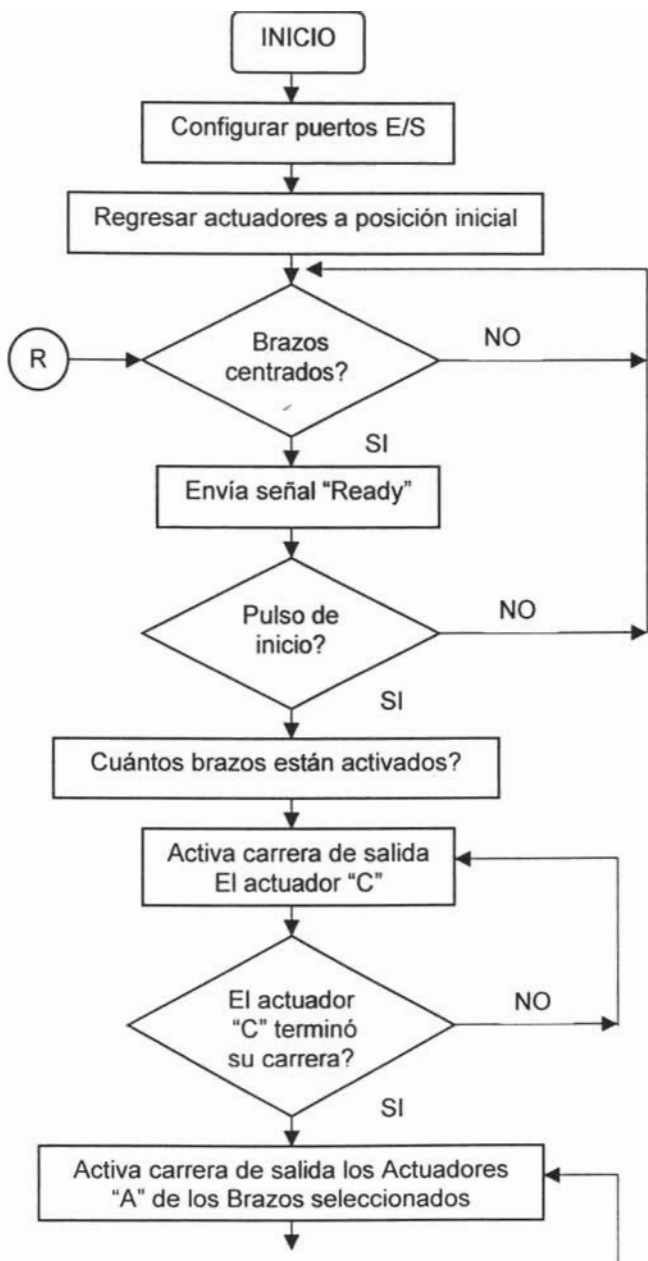 INICIO
Configurar puertos E/S
Regresar actuadores a posición inicial
R
Brazos
centrados?
NO
SI
Envía señal “Ready”
Pulso de
inicio?
NO
SI
Cuántos brazos están activados?
Activa carrera de salida
El actuador “C”
El actuador
“C” terminó
su carrera?
NO
SI
Activa carrera de salida los Actuadores
“A” de los Brazos seleccionados